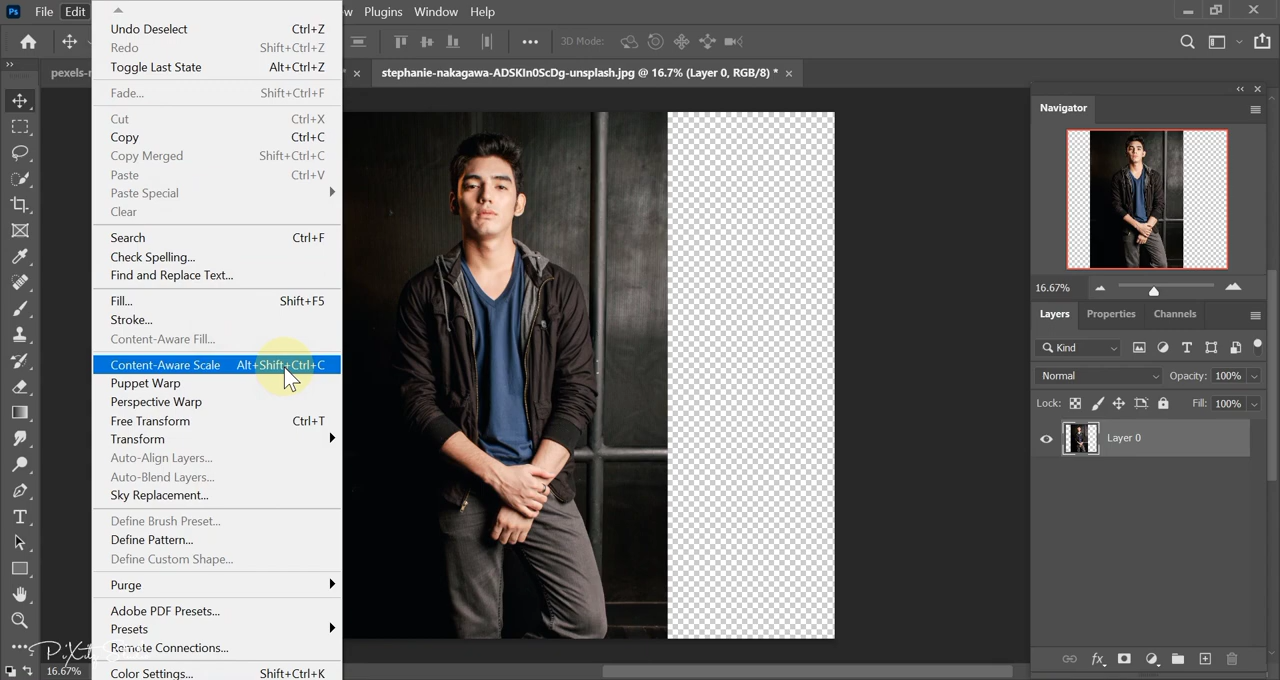 Ps File Edit Plugins Window Help
3D Mode:
stephanie-nakagawa-ADSKIn0ScDg-unsplash.jpg @ 16.7% (Layer 0, RGB/8) * ×
Undo Deselect Ctrl+Z
Redo Shift+Ctrl+Z
Toggle Last State Alt+Ctrl+Z
Fade... Shift+Ctrl+F
Cut Ctrl+X
Copy Ctrl+C
Copy Merged Shift+Ctrl+C
Paste Ctrl+V
Paste Special
Clear
Search Ctrl+F
Check Spelling...
Find and Replace Text...
Fill... Shift+F5
Stroke...
Content-Aware Fill...
Content-Aware Scale Alt+Shift+Ctrl+C
Puppet Warp
Perspective Warp
Free Transform Ctrl+T
Transform
Auto-Align Layers...
Auto-Blend Layers...
Sky Replacement...
Define Brush Preset...
Define Pattern...
Define Custom Shape...
Purge
Adobe PDF Presets...
Presets
Remote Connections...
Color Settings... Shift+Ctrl+K
16.67%
Navigator
16.67%
Layers Properties Channels
Kind
Normal Opacity: 100%
Lock: Fill: 100%
Layer 0